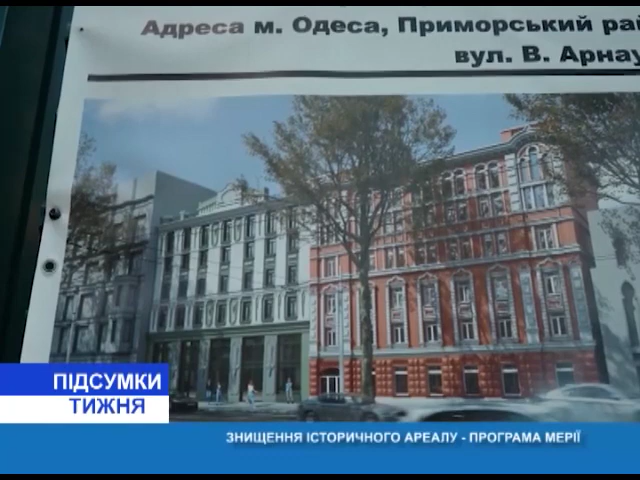 Адреса м. Одеса, Приморський рай
вул. В. Арнау
ПІДСУМКИ
ТИЖНЯ
ЗНИЩЕННЯ ІСТОРИЧНОГО АРЕАЛУ - ПРОГРАМА МЕРІЇ